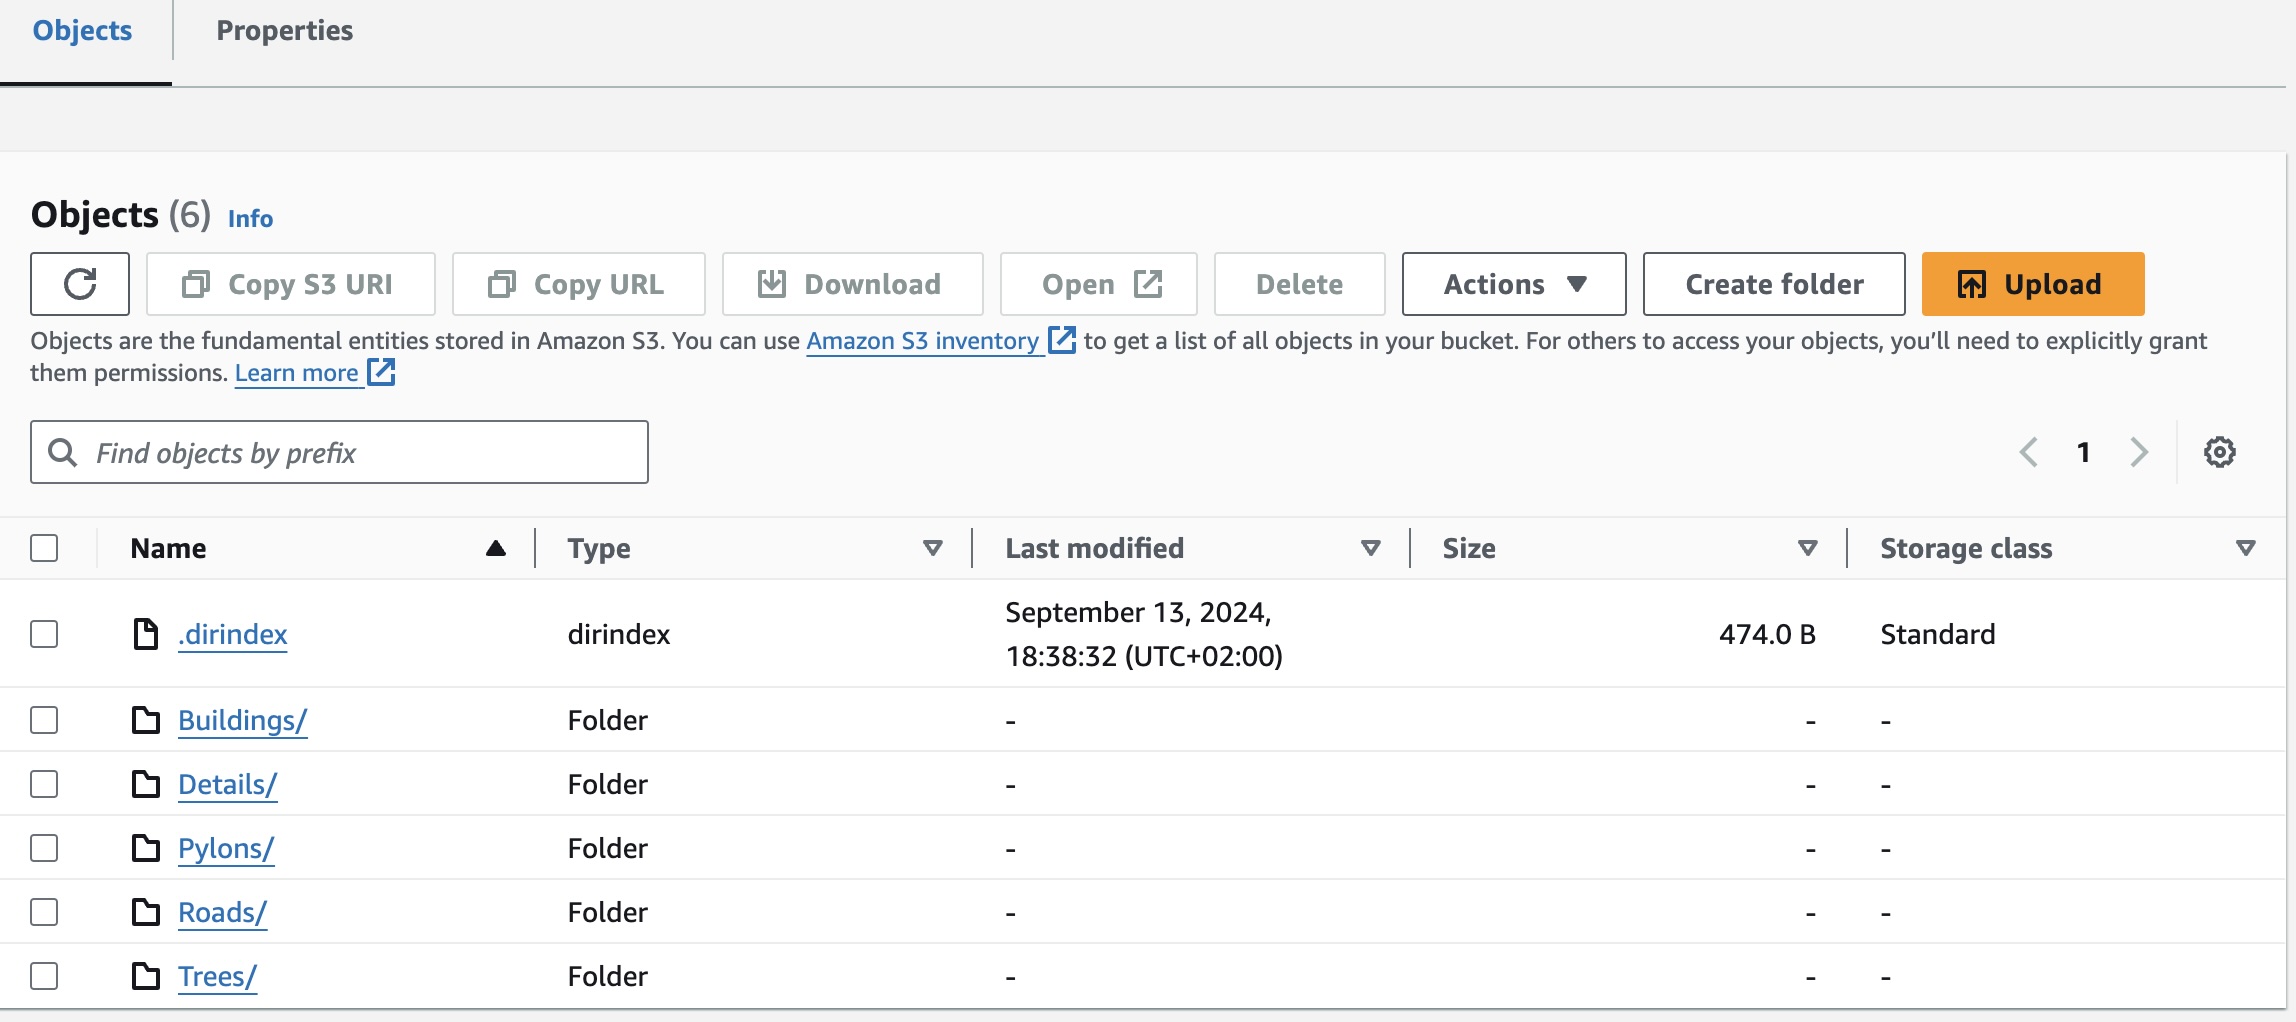 Objects
Properties
Objects (6) Info
Copy S3 URI
Copy URL
Download
Open
Delete
Actions
Create folder
Upload
Objects are the fundamental entities stored in Amazon S3. You can use Amazon S3 inventory to get a list of all objects in your bucket. For others to access your objects, you’ll need to explicitly grant
them permissions. Learn more
Find objects by prefix
1
Name Type Last modified Size Storage class
.dirindex dirindex September 13, 2024, 474.0 B Standard
18:38:32 (UTC+02:00)
Buildings/ Folder - - -
Details/ Folder - - -
Pylons/ Folder - - -
Roads/ Folder - - -
Trees/ Folder - - -